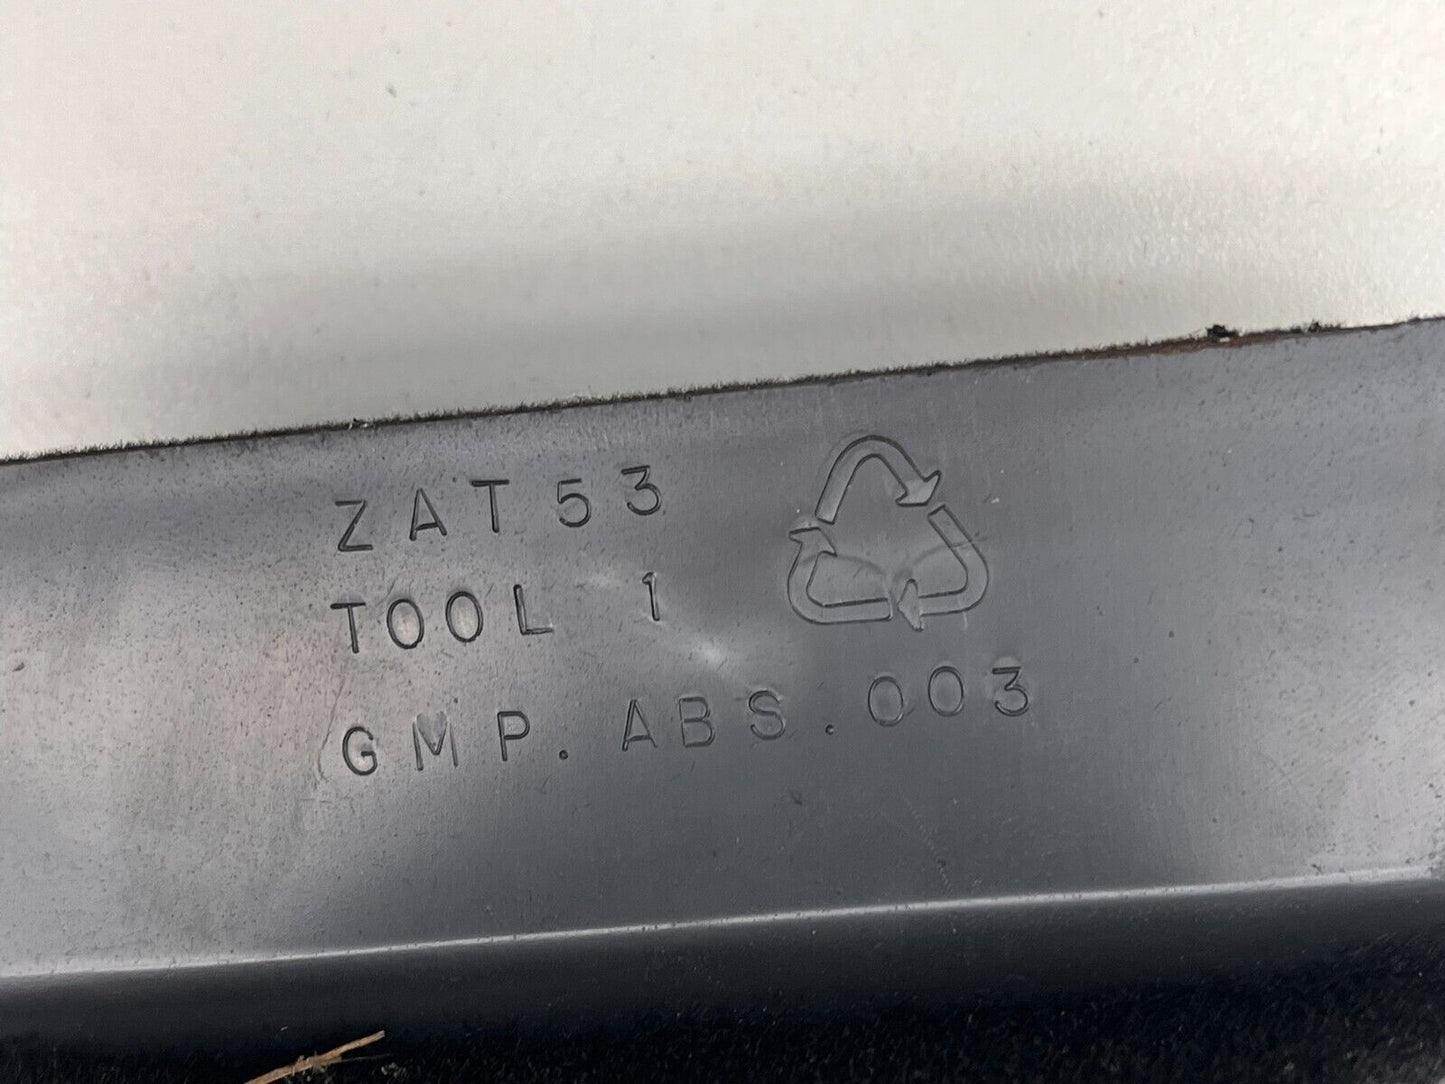 ZAT53
TOOL 1
GMP.ABS.003